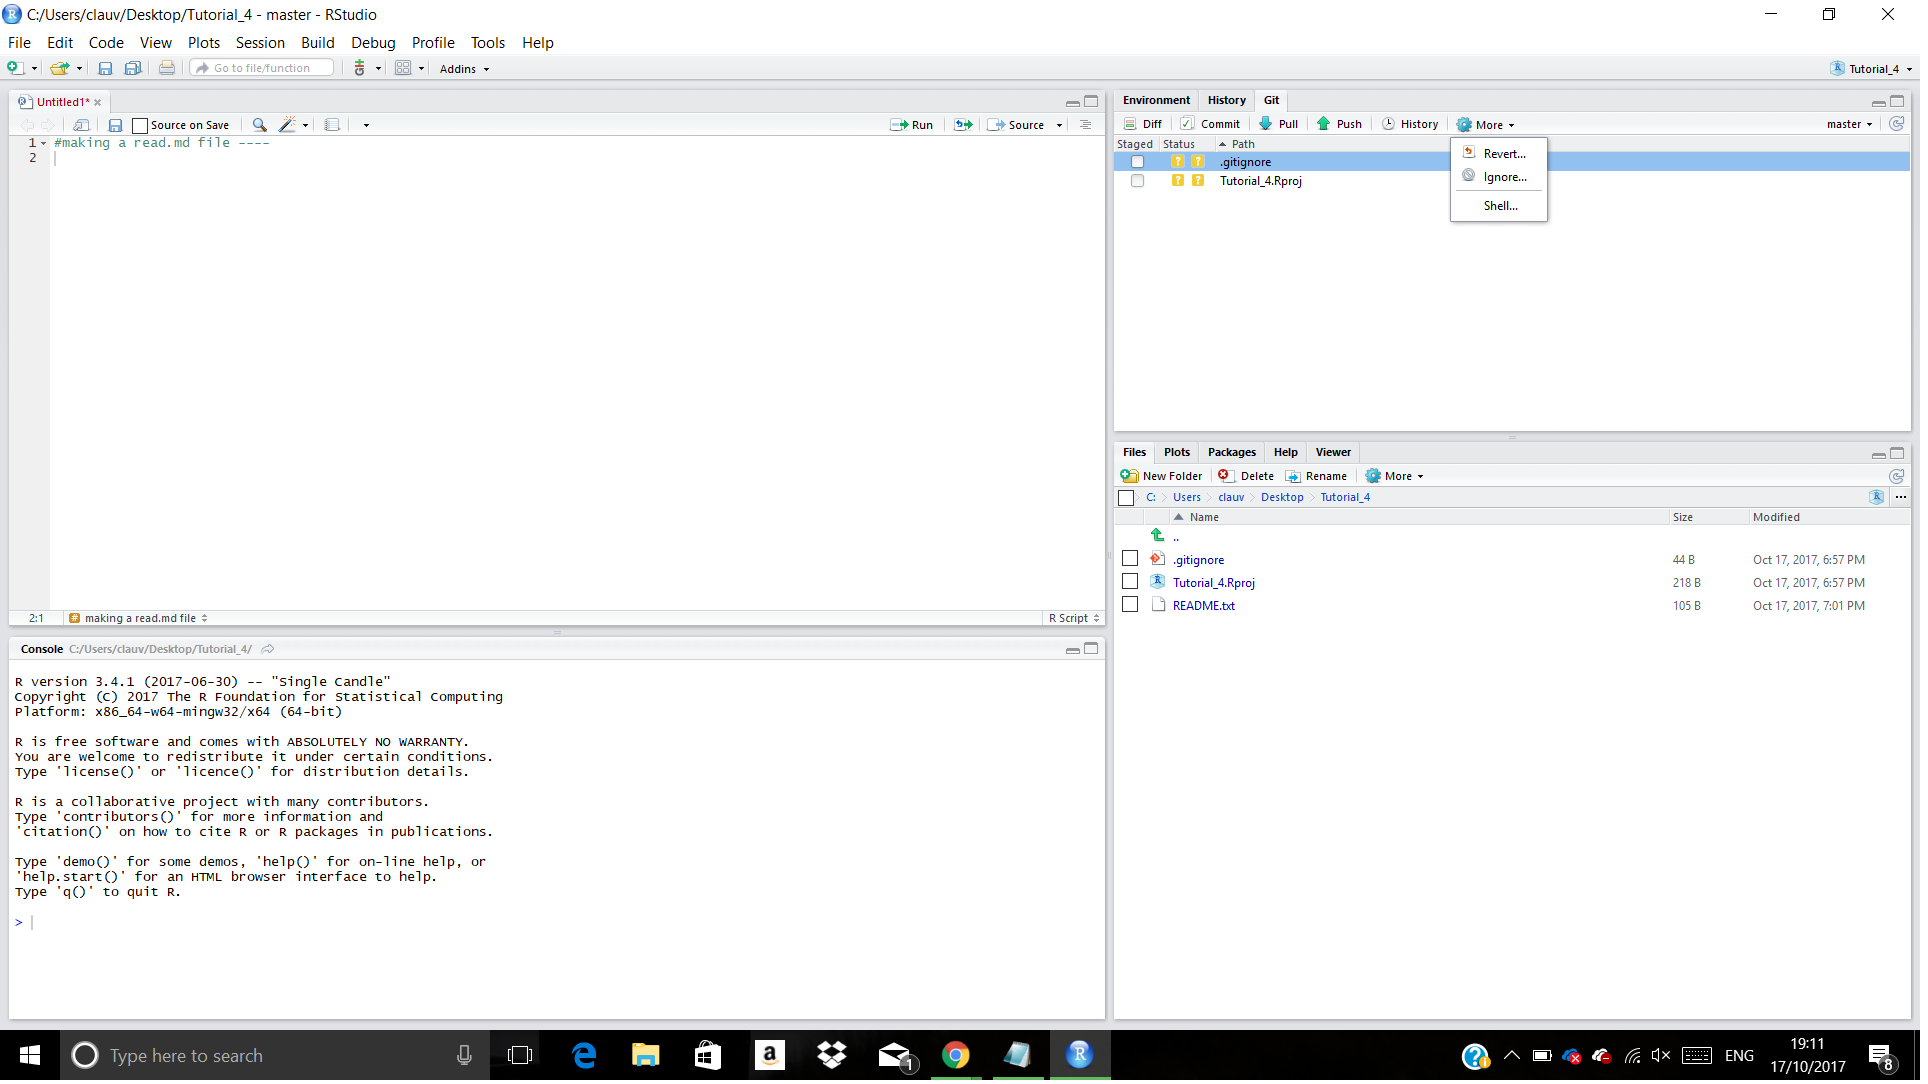 C:/Users/clauv/Desktop/Tutorial_4 - master - RStudio
File Edit Code View Plots Session Build Debug Profile Tools Help
Go to file/function Addins Tutorial_4
Untitled1*
Source on Save Run Source
1 #making a read.md file ----
2
2:1 making a read.md file R Script
Console C:/Users/clauv/Desktop/Tutorial_4/
R version 3.4.1 (2017-06-30) -- "Single Candle"
Copyright (C) 2017 The R Foundation for Statistical Computing
Platform: x86_64-w64-mingw32/x64 (64-bit)
R is free software and comes with ABSOLUTELY NO WARRANTY.
You are welcome to redistribute it under certain conditions.
Type 'license()' or 'licence()' for distribution details.
R is a collaborative project with many contributors.
Type 'contributors()' for more information and
'citation()' on how to cite R or R packages in publications.
Type 'demo()' for some demos, 'help()' for on-line help, or
'help.start()' for an HTML browser interface to help.
Type 'q()' to quit R.
>
Environment History Git
Diff Commit Pull Push History More master
Staged Status Path
? ? .gitignore
? ? Tutorial_4.Rproj
Revert...
Ignore...
Shell...
Files Plots Packages Help Viewer
New Folder Delete Rename More
C: Users clauv Desktop Tutorial_4 ...
Name Size Modified
..
.gitignore 44 B Oct 17, 2017, 6:57 PM
Tutorial_4.Rproj 218 B Oct 17, 2017, 6:57 PM
README.txt 105 B Oct 17, 2017, 7:01 PM
Type here to search
1
ENG
19:11
17/10/2017
8